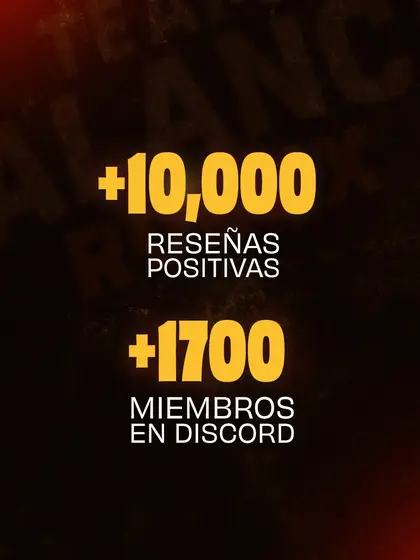 +10,000
RESEÑAS
POSITIVAS
+1700
MIEMBROS
EN DISCORD